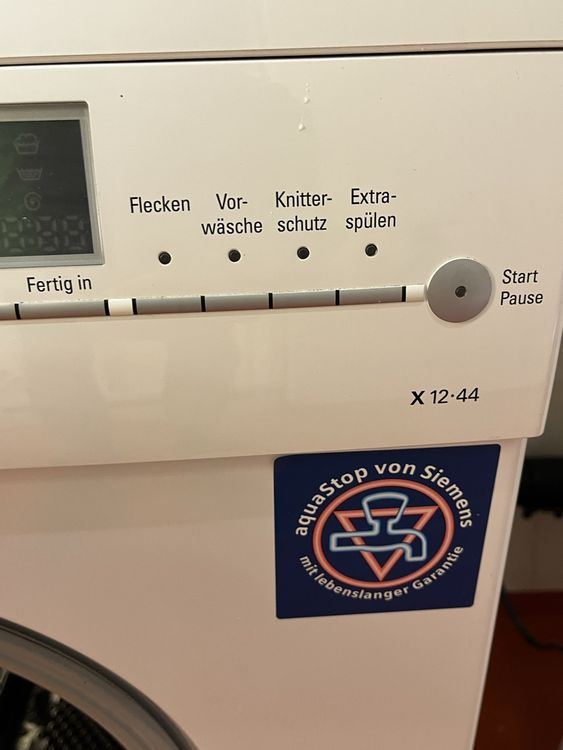 Flecken
Vor-
wäsche
Knitter-
schutz
Extra-
spülen
Fertig in
Start
Pause
X 12·44
aquaStop von Siemens
mit lebenslanger Garantie